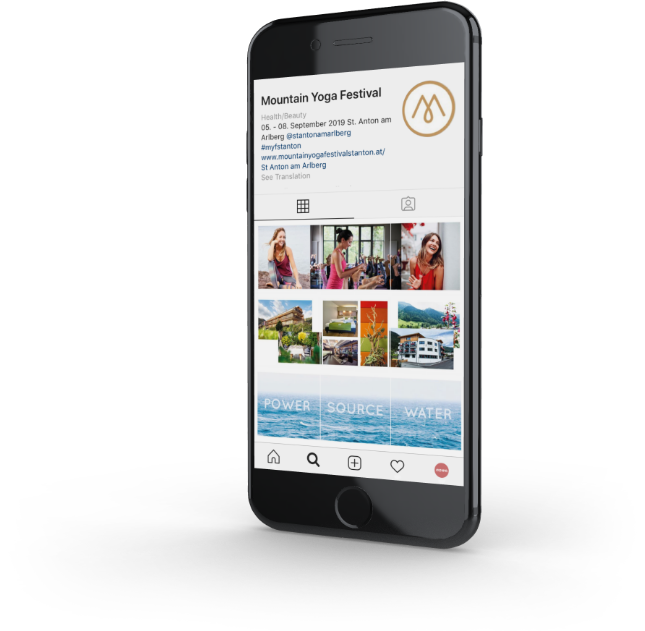 Mountain Yoga Festival
Health/Beauty
05. - 08. September 2019 St. Anton am
Arlberg @stantonamarlberg
#myfstanton
www.mountainyogafestivalstanton.at/
St Anton am Arlberg
See Translation
POWER SOURCE WATER